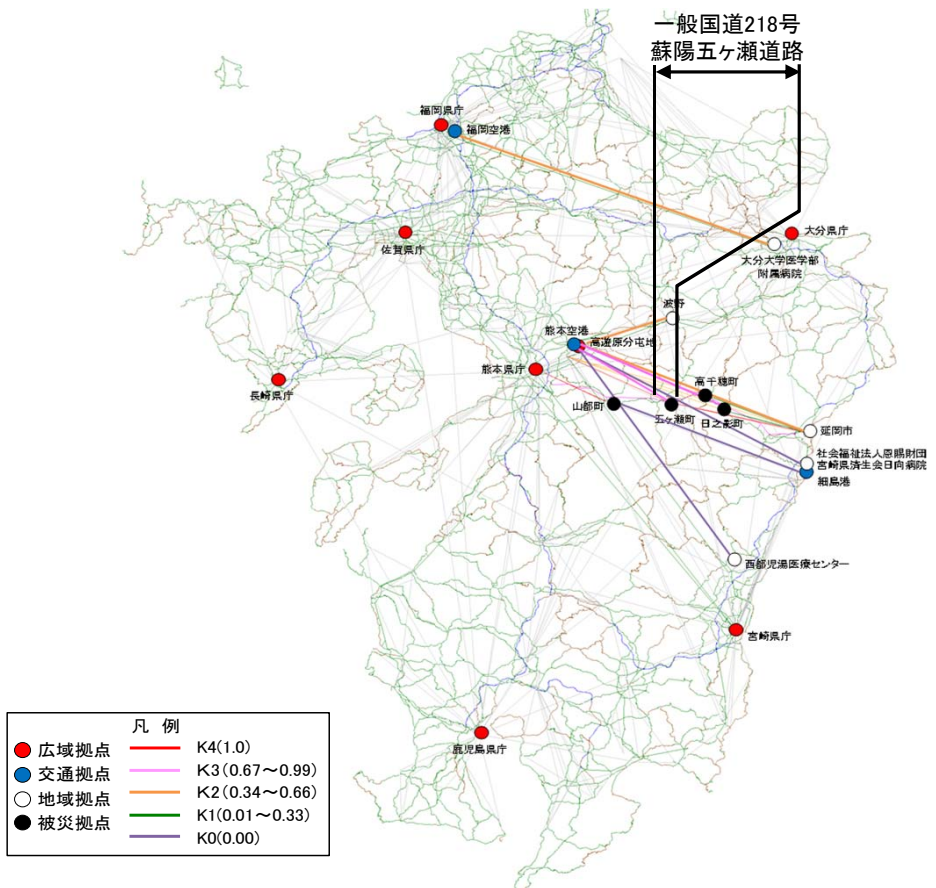 一般国道218号
蘇陽五ヶ瀬道路
福岡県庁
福岡空港
佐賀県庁
大分県庁
大分大学医学部
附属病院
波野
熊本空港
高遊原分屯地
熊本県庁
長崎県庁
高千穂町
山都町
五ヶ瀬町
日之影町
延岡市
社会福祉法人恩賜財団
宮崎県済生会日向病院
細島港
西都児湯医療センター
宮崎県庁
鹿児島県庁
凡 例
広域拠点
K4(1.0)
交通拠点
K3(0.67～0.99)
地域拠点
K2(0.34～0.66)
被災拠点
K1(0.01～0.33)
K0(0.00)